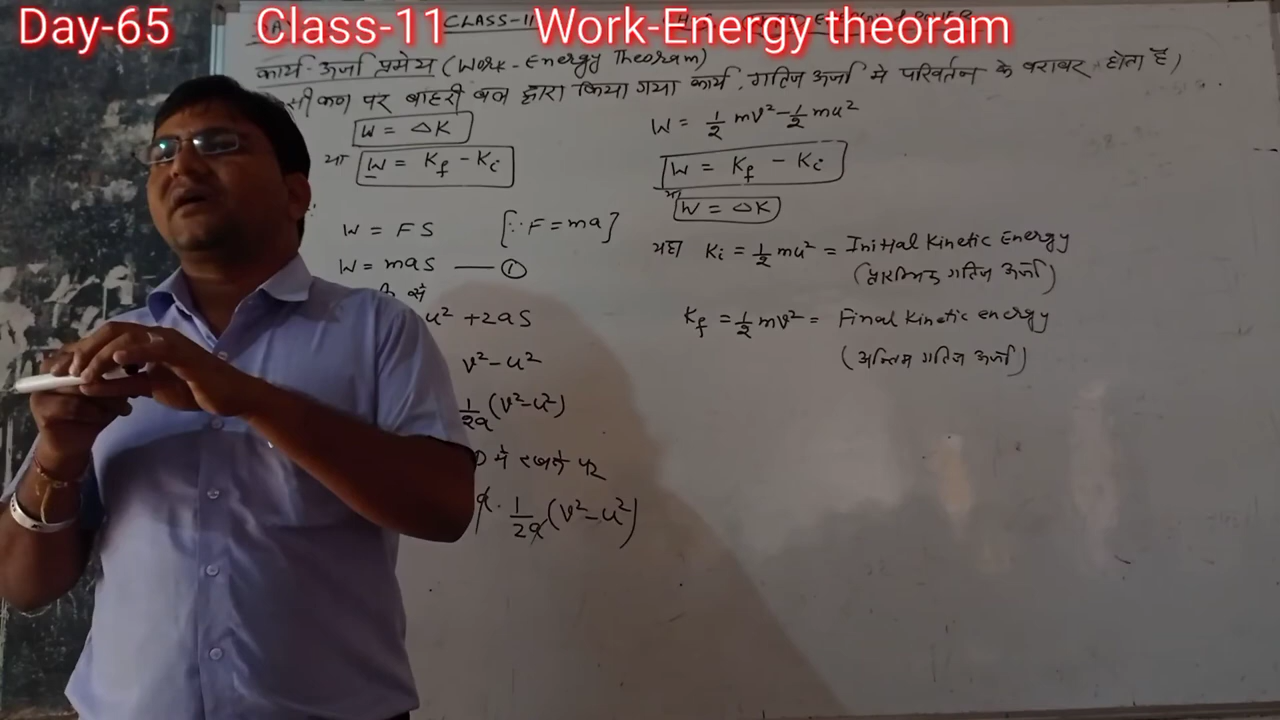 Day-65 Class-11 Work-Energy theoram
CLASS-11
कार्य-ऊर्जा प्रमेय (Work-Energy Theoram)
कण पर बाहरी बल द्वारा किया गया कार्य, गतिज ऊर्जा मे परिवर्तन के बराबर होता है।
W = ΔK
या W = Kf - Ki
W = FS [∵ F = ma]
W = maS — ①
से
u² + 2aS
v² - u²
1/2a (v² - u²)
① मे रखने पर
a · 1/2a (v² - u²)
W = 1/2 mv² - 1/2 mu²
W = Kf - Ki
या
W = ΔK
यहाँ Ki = 1/2 mu² = Initial Kinetic Energy
(प्रारम्भिक गतिज ऊर्जा)
Kf = 1/2 mv² = Final Kinetic energy
(अन्तिम गतिज ऊर्जा)